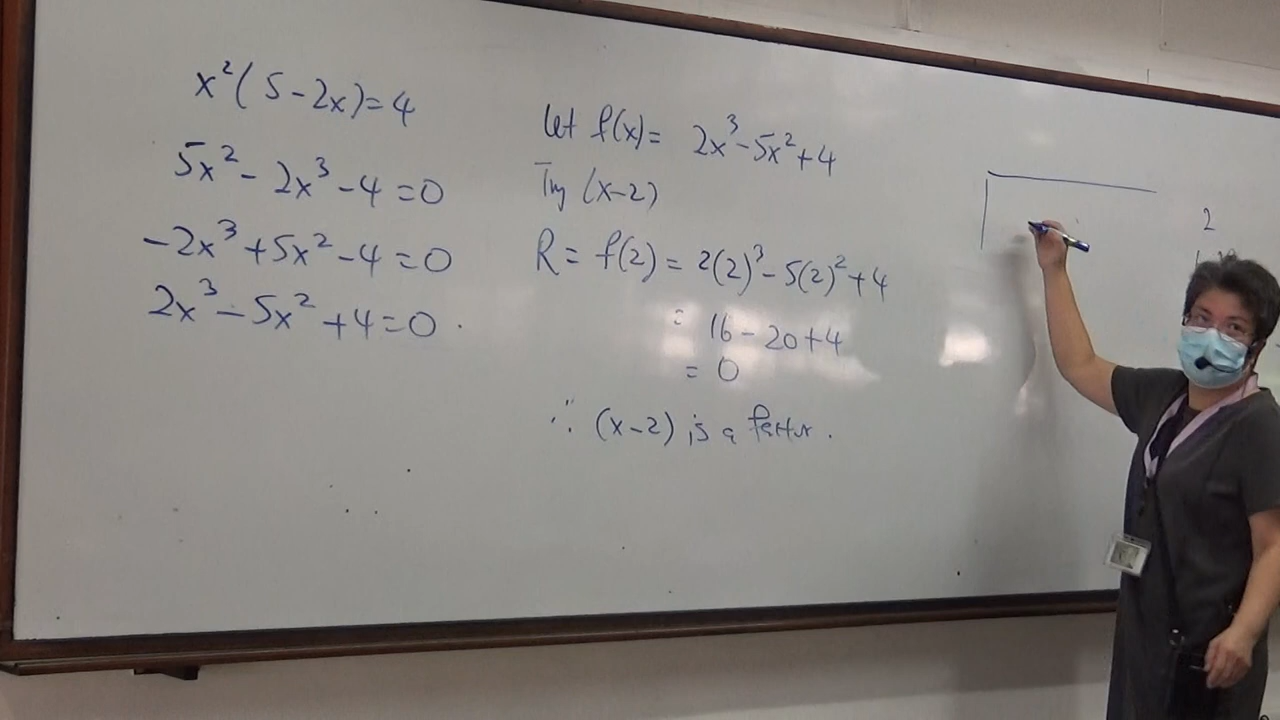 x²(5-2x)=4
5x²-2x³-4=0
-2x³+5x²-4=0
2x³-5x²+4=0.
let f(x)= 2x³-5x²+4
Try (x-2)
R = f(2) = 2(2)³-5(2)²+4
= 16-20+4
= 0
∴ (x-2) is a factor.
2